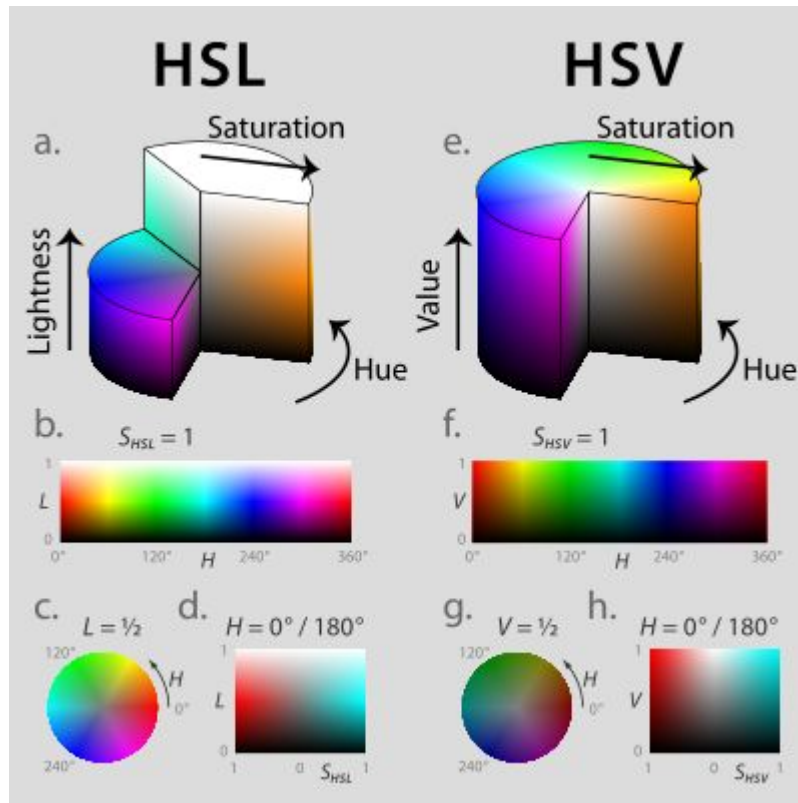 HSL
a.
Saturation
Lightness
Hue
b.
S_HSL = 1
1
L
0
0°
120°
H
240°
360°
c.
L = ½
120°
H
0°
240°
d.
H = 0° / 180°
1
L
0
1
0
S_HSL
1
HSV
e.
Saturation
Value
Hue
f.
S_HSV = 1
1
V
0
0°
120°
H
240°
360°
g.
V = ½
120°
H
0°
240°
h.
H = 0° / 180°
1
V
0
1
0
S_HSV
1